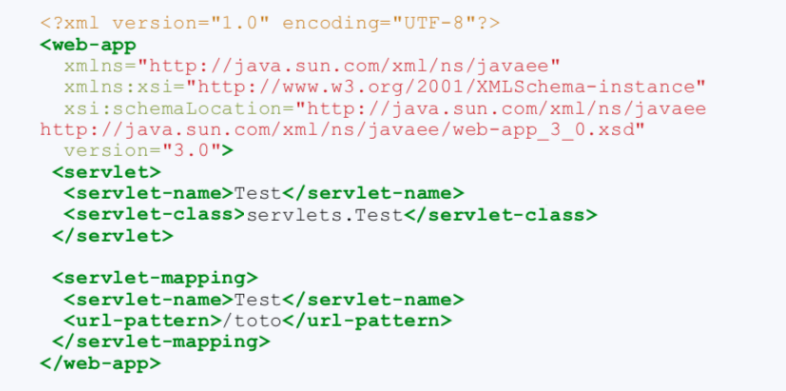 <?xml version="1.0" encoding="UTF-8"?>
<web-app
xmlns="http://java.sun.com/xml/ns/javaee"
xmlns:xsi="http://www.w3.org/2001/XMLSchema-instance"
xsi:schemaLocation="http://java.sun.com/xml/ns/javaee
http://java.sun.com/xml/ns/javaee/web-app_3_0.xsd"
version="3.0">
<servlet>
<servlet-name>Test</servlet-name>
<servlet-class>servlets.Test</servlet-class>
</servlet>
<servlet-mapping>
<servlet-name>Test</servlet-name>
<url-pattern>/toto</url-pattern>
</servlet-mapping>
</web-app>